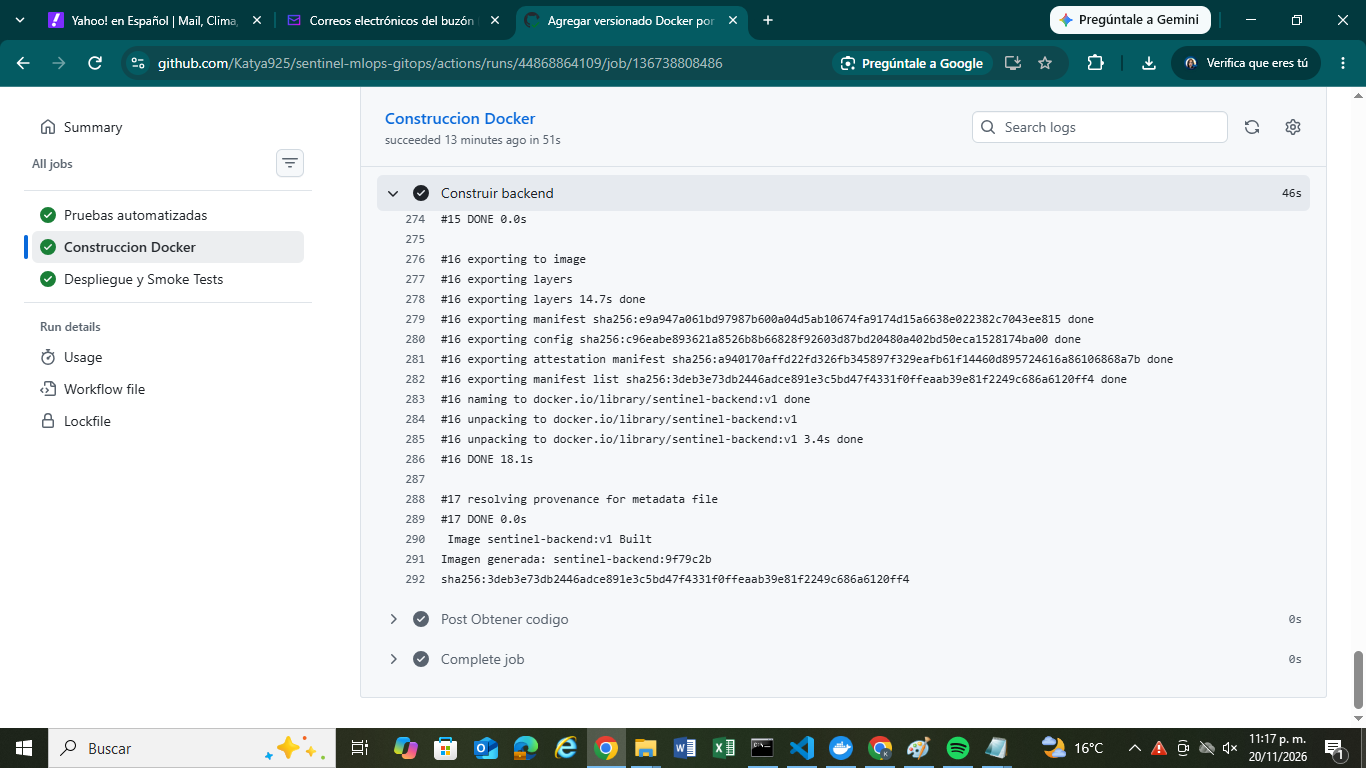 Yahoo! en Español | Mail, Clima,
Correos electrónicos del buzón
Agregar versionado Docker por
Pregúntale a Gemini
github.com/Katya925/sentinel-mlops-gitops/actions/runs/44868864109/job/136738808486
Pregúntale a Google
Verifica que eres tú
Summary
All jobs
Pruebas automatizadas
Construccion Docker
Despliegue y Smoke Tests
Run details
Usage
Workflow file
Lockfile
Construccion Docker
succeeded 13 minutes ago in 51s
Search logs
Construir backend
46s
274 #15 DONE 0.0s
275
276 #16 exporting to image
277 #16 exporting layers
278 #16 exporting layers 14.7s done
279 #16 exporting manifest sha256:e9a947a061bd97987b600a04d5ab10674fa9174d15a6638e022382c7043ee815 done
280 #16 exporting config sha256:c96eabe893621a8526b8b66828f92603d87bd20480a402bd50eca1528174ba00 done
281 #16 exporting attestation manifest sha256:a940170affd22fd326fb345897f329eafb61f14460d895724616a86106868a7b done
282 #16 exporting manifest list sha256:3deb3e73db2446adce891e3c5bd47f4331f0ffeaab39e81f2249c686a6120ff4 done
283 #16 naming to docker.io/library/sentinel-backend:v1 done
284 #16 unpacking to docker.io/library/sentinel-backend:v1
285 #16 unpacking to docker.io/library/sentinel-backend:v1 3.4s done
286 #16 DONE 18.1s
287
288 #17 resolving provenance for metadata file
289 #17 DONE 0.0s
290 Image sentinel-backend:v1 Built
291 Imagen generada: sentinel-backend:9f79c2b
292 sha256:3deb3e73db2446adce891e3c5bd47f4331f0ffeaab39e81f2249c686a6120ff4
Post Obtener codigo
0s
Complete job
0s
Buscar
16°C
11:17 p. m.
20/11/2026
1